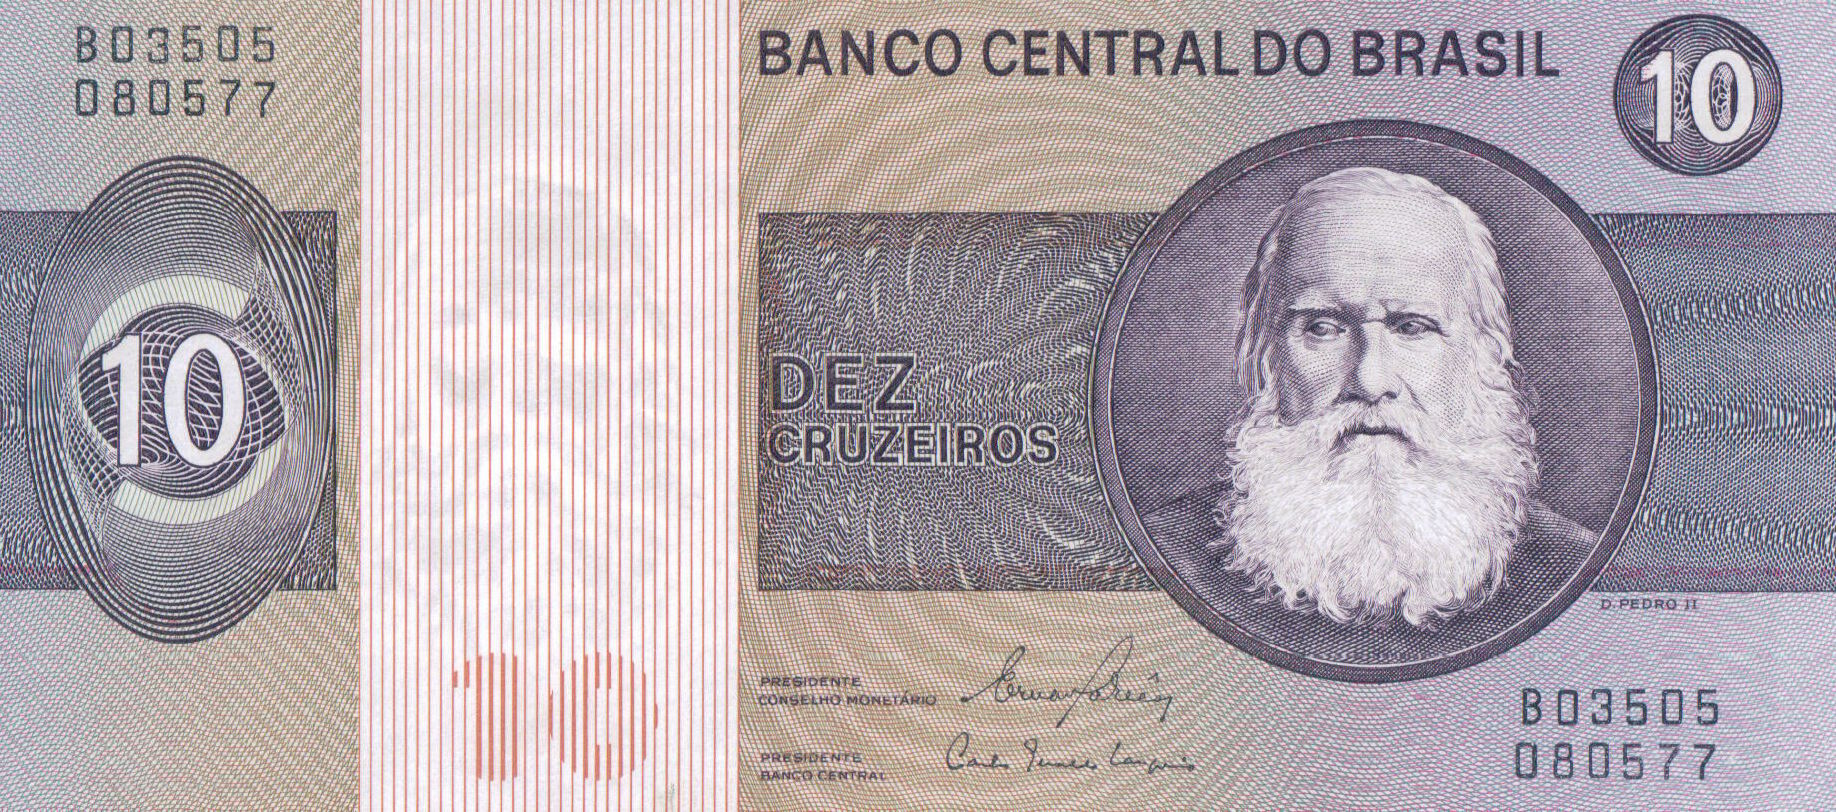 B03505
080577
BANCO CENTRAL DO BRASIL
10
10
DEZ
CRUZEIROS
D. PEDRO II
10
PRESIDENTE
CONSELHO MONETÁRIO
PRESIDENTE
BANCO CENTRAL
B03505
080577